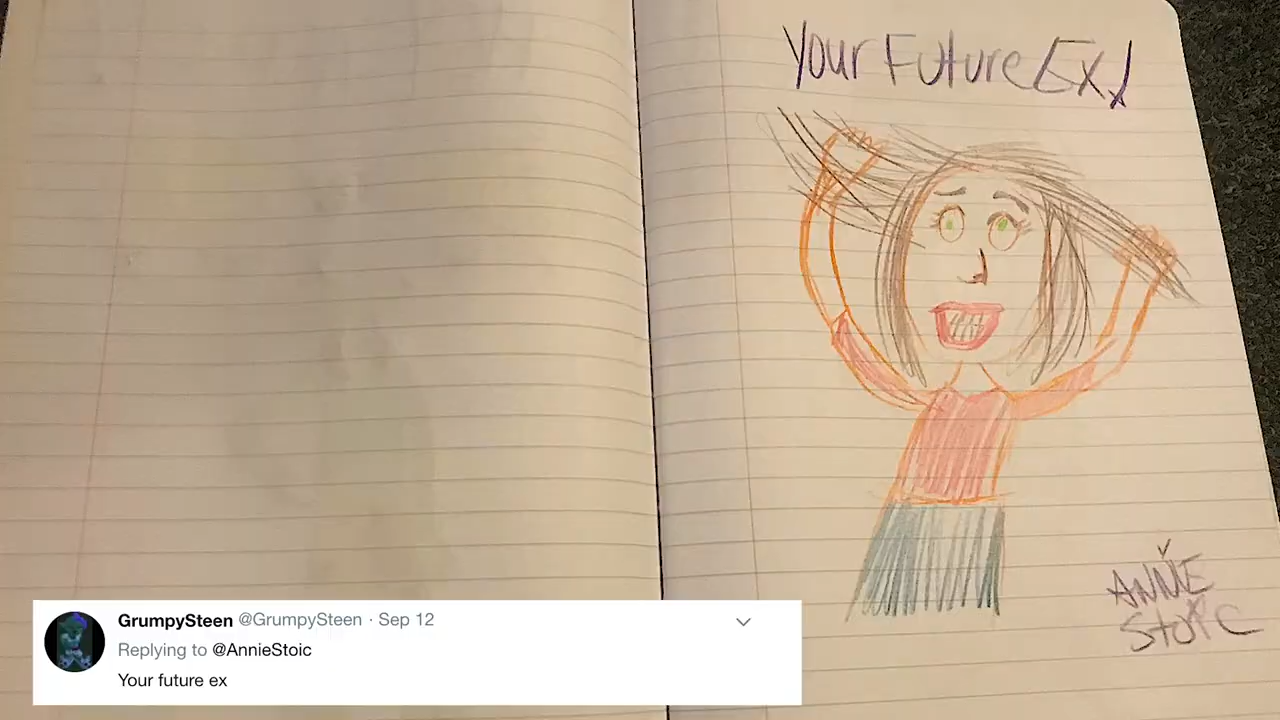 Your Future Ex!
ANNIE
Stoic
GrumpySteen @GrumpySteen · Sep 12
Replying to @AnnieStoic
Your future ex